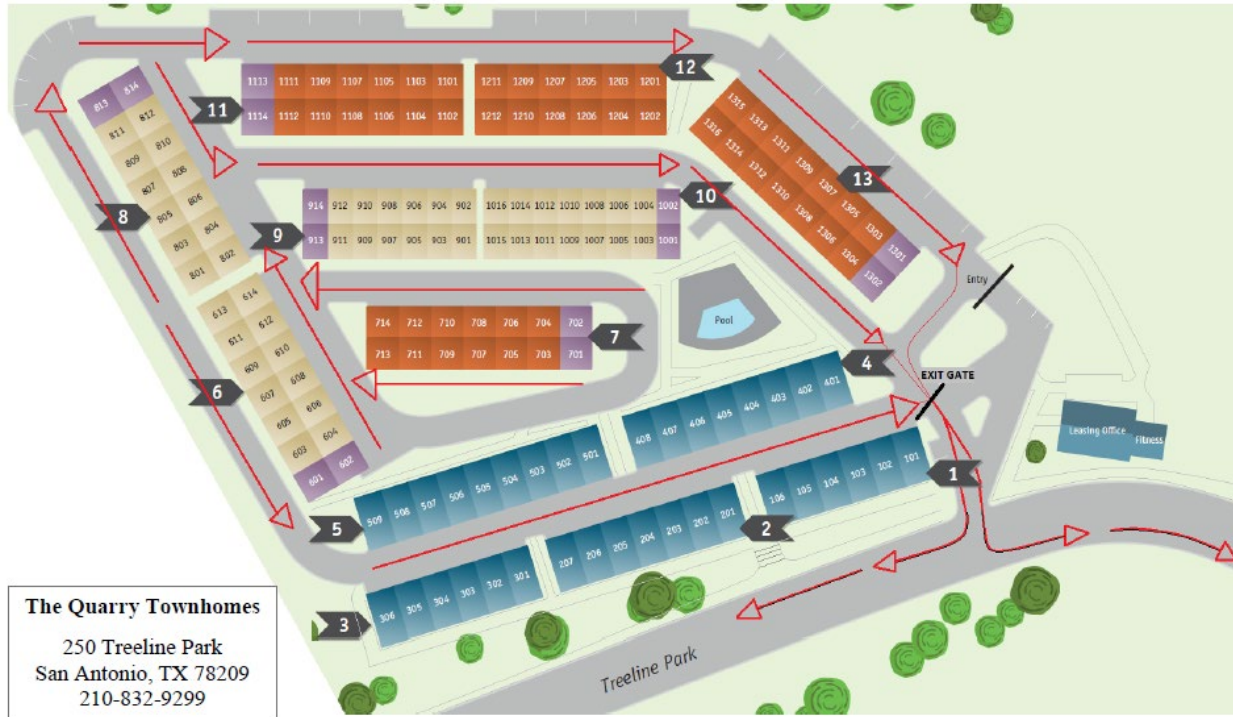 12
1113 1111 1109 1107 1105 1103 1101
1211 1209 1207 1205 1203 1201
11
1114 1112 1110 1108 1106 1104 1102
1212 1210 1208 1206 1204 1202
813 814
811 812
809 810
807 808
805 806
803 804
801 802
8
1315 1313 1311 1309 1307 1305 1303 1301
1316 1314 1312 1310 1308 1306 1304 1302
13
10
914 912 910 908 906 904 902
1016 1014 1012 1010 1008 1006 1004 1002
9
913 911 909 907 905 903 901
1015 1013 1011 1009 1007 1005 1003 1001
Entry
613 614
611 612
609 610
607 608
605 606
603 604
601 602
6
714 712 710 708 706 704 702
7
713 711 709 707 705 703 701
Pool
4
EXIT GATE
408 407 406 405 404 403 402 401
Leasing Office
Fitness
509 508 507 506 505 504 503 502 501
5
106 105 104 103 102 101
1
207 206 205 204 203 202 201
2
306 305 304 303 302 301
3
Treeline Park
The Quarry Townhomes
250 Treeline Park
San Antonio, TX 78209
210-832-9299